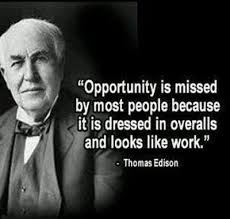 “Opportunity is missed
by most people because
it is dressed in overalls
and looks like work.”
- Thomas Edison